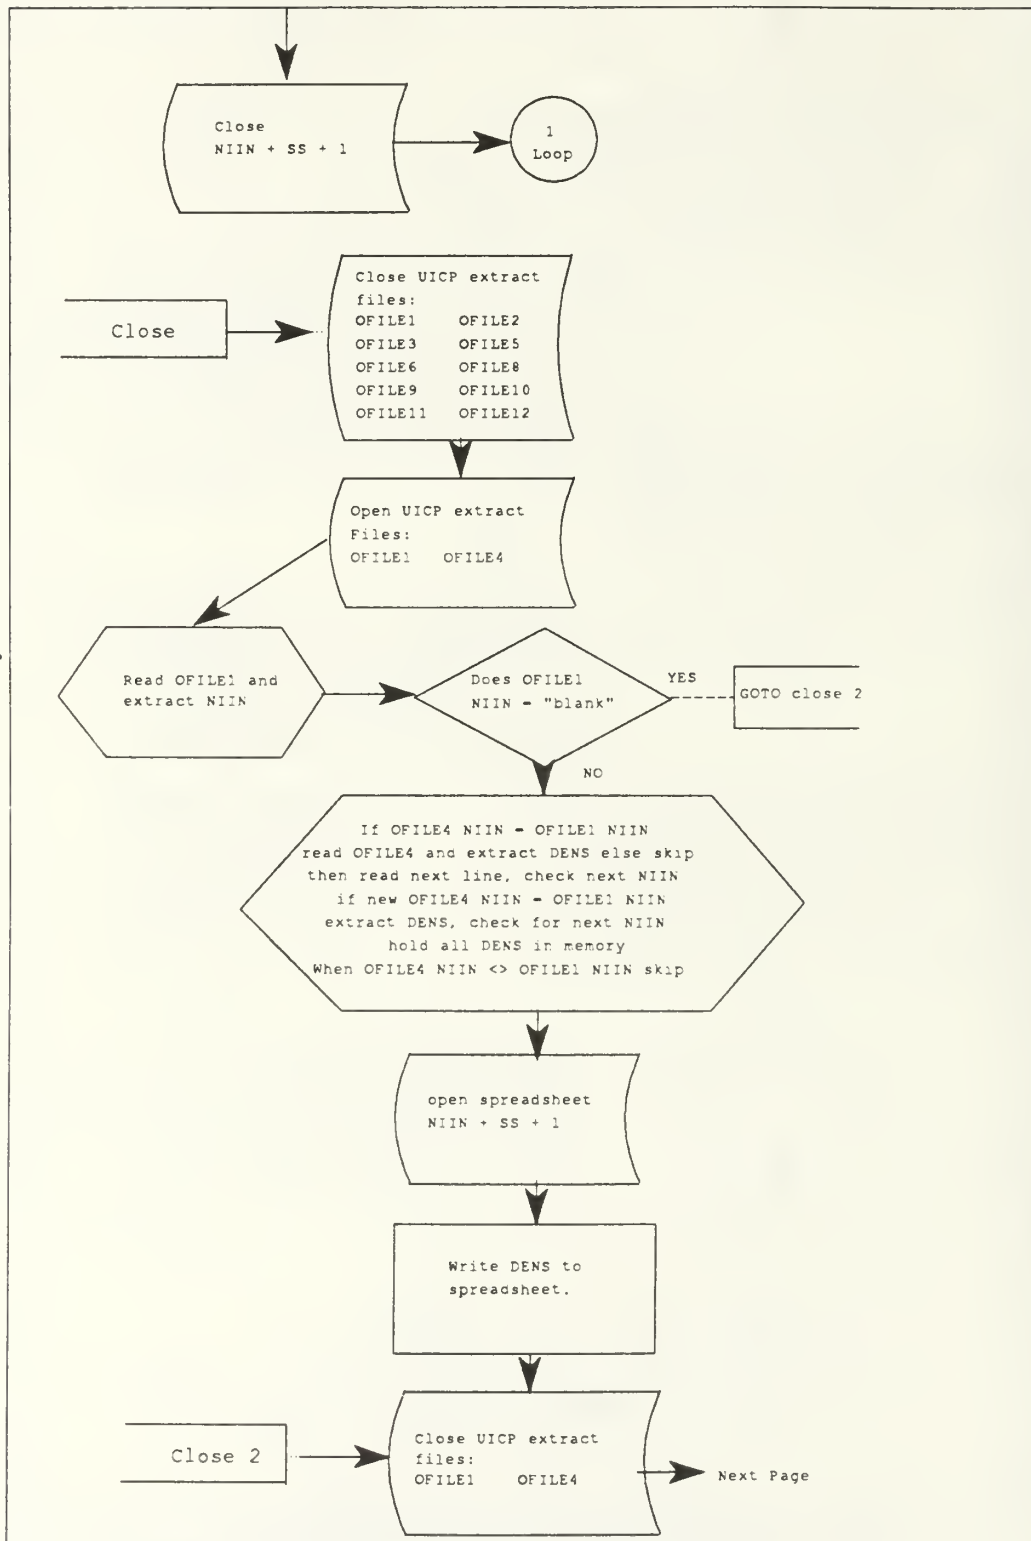 Close
NIIN + SS + 1
1
Loop
Close
Close UICP extract
files:
OFILE1 OFILE2
OFILE3 OFILE5
OFILE6 OFILE8
OFILE9 OFILE10
OFILE11 OFILE12
Open UICP extract
Files:
OFILE1 OFILE4
Read OFILE1 and
extract NIIN
Does OFILE1
NIIN = "blank"
YES
GOTO close 2
NO
If OFILE4 NIIN = OFILE1 NIIN
read OFILE4 and extract DENS else skip
then read next line, check next NIIN
if new OFILE4 NIIN = OFILE1 NIIN
extract DENS, check for next NIIN
hold all DENS in memory
When OFILE4 NIIN <> OFILE1 NIIN skip
open spreadsheet
NIIN + SS + 1
Write DENS to
spreadsheet.
Close 2
Close UICP extract
files:
OFILE1 OFILE4
Next Page